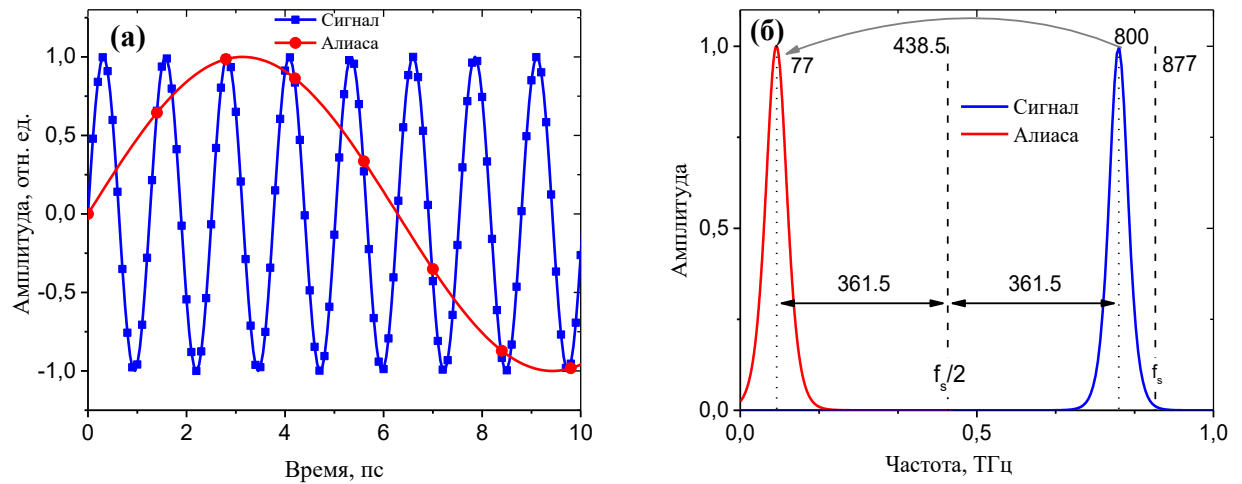 (а)
Сигнал
Алиаса
1.0
0.5
0.0
-0.5
-1,0
0
2
4
6
8
10
Амплитуда, отн. ед.
Время, пс
(б)
438.5
800
877
77
Сигнал
Алиаса
361.5
361.5
f_s/2
f_s
1,0
0,5
0,0
0,0
0,5
1,0
Амплитуда
Частота, ТГц